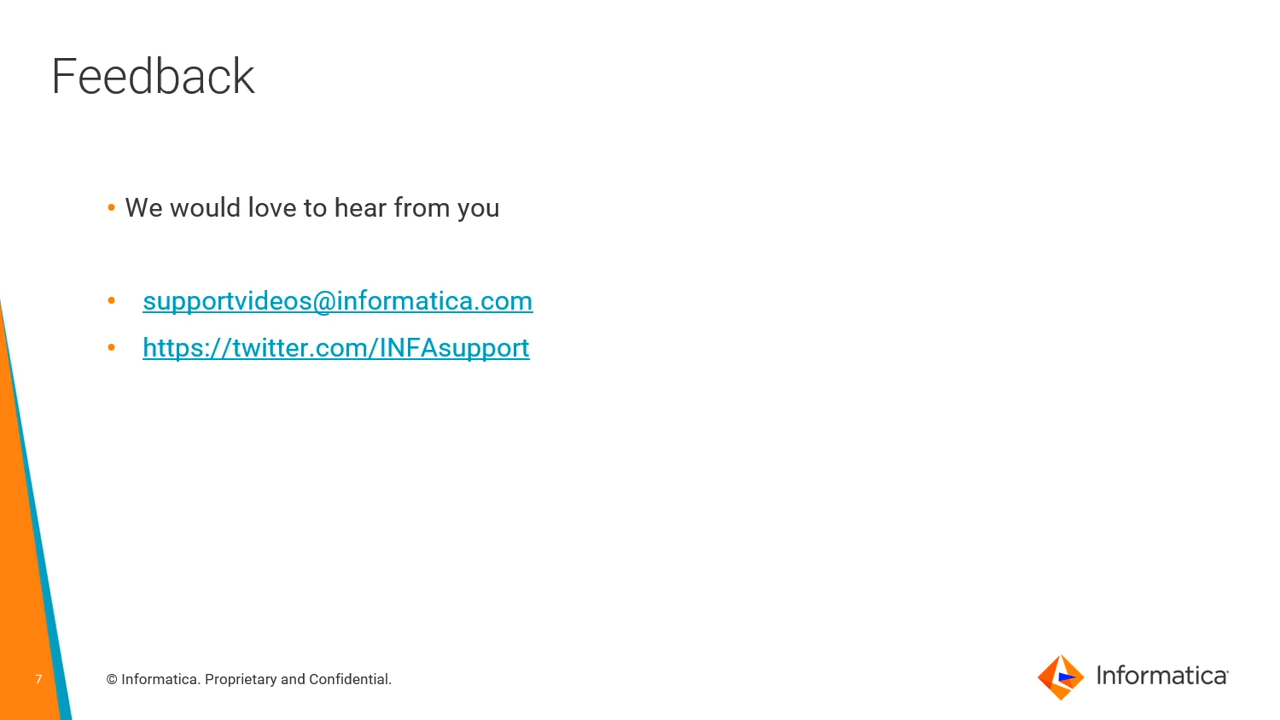 Feedback
• We would love to hear from you
• supportvideos@informatica.com
• https://twitter.com/INFAsupport
7
© Informatica. Proprietary and Confidential.
Informatica